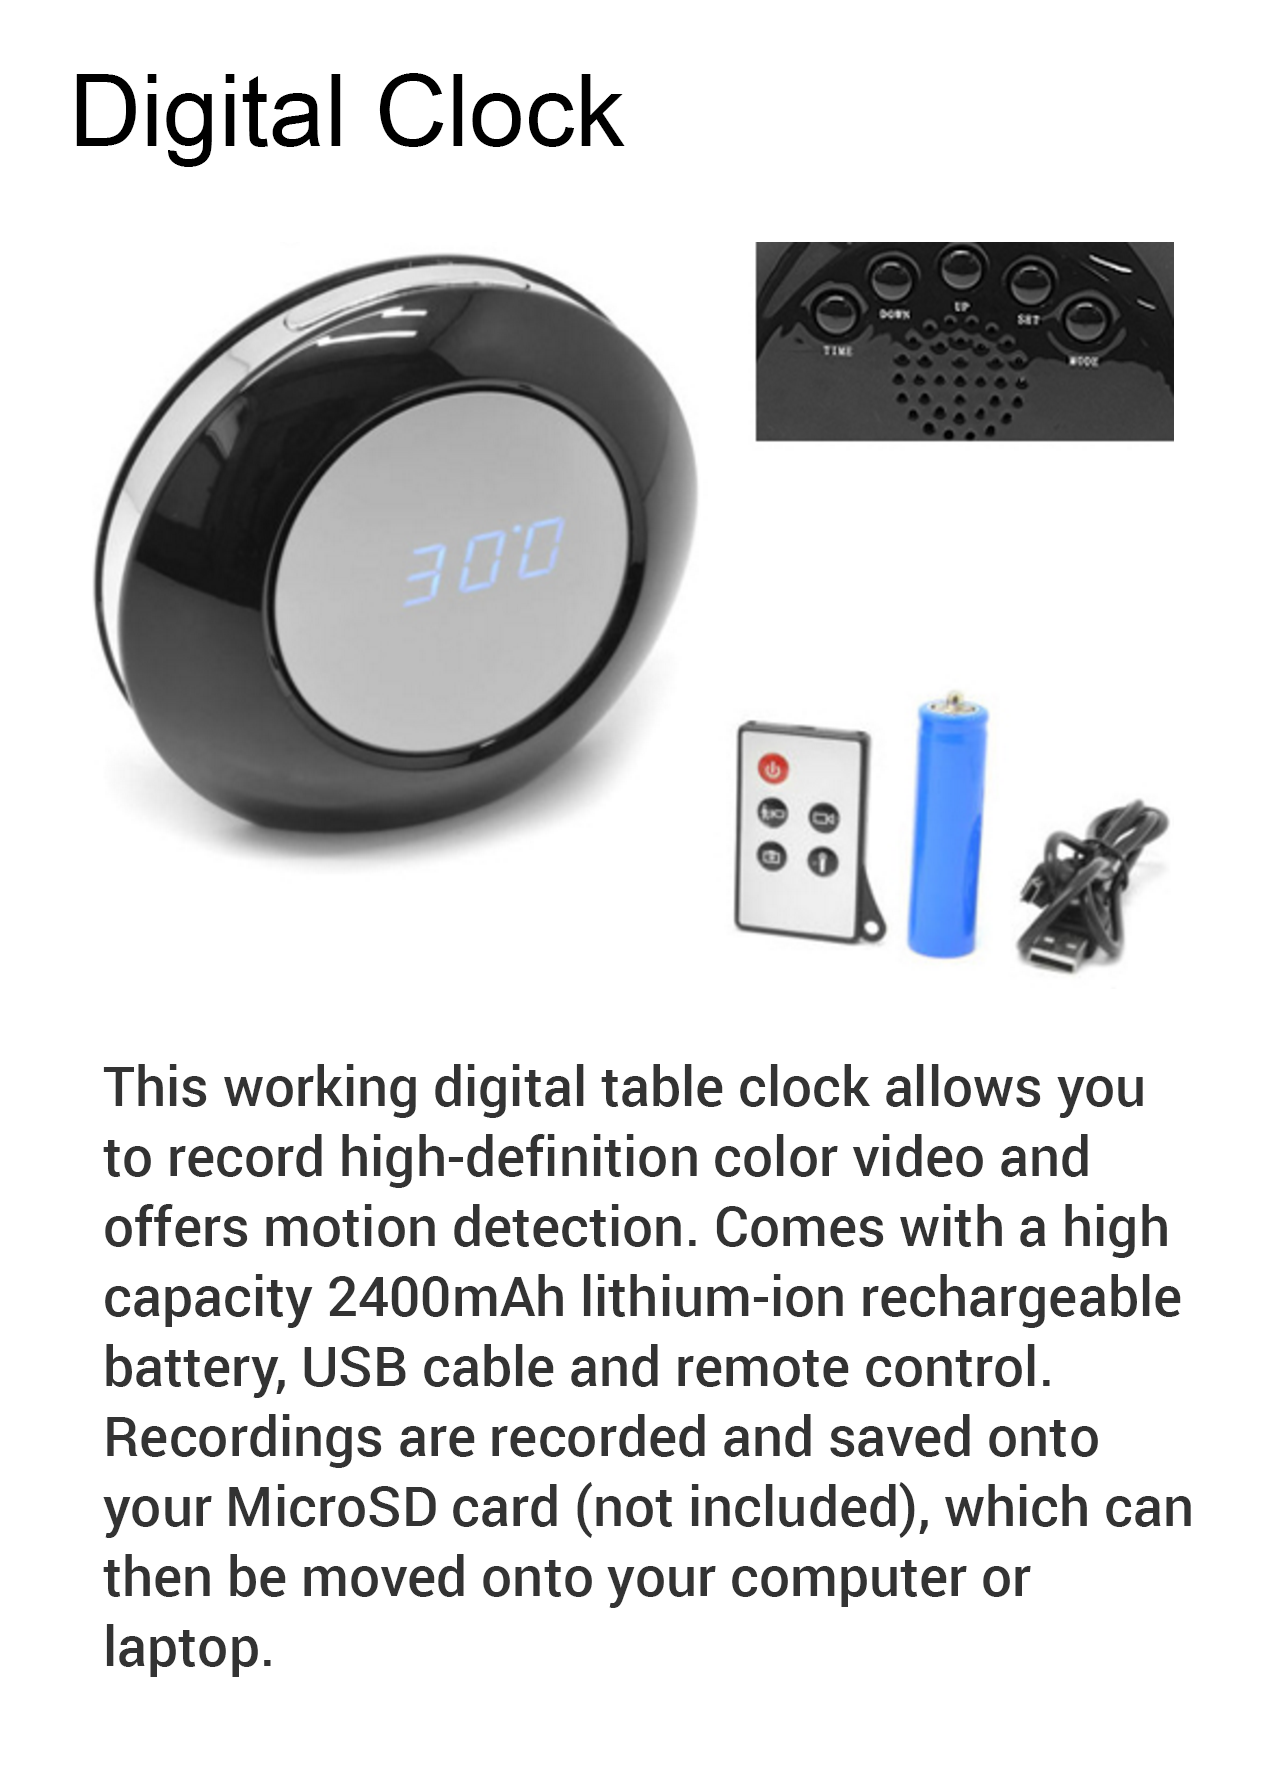 Digital Clock
TIME
DOWN
UP
SET
MODE
30:0
This working digital table clock allows you
to record high-definition color video and
offers motion detection. Comes with a high
capacity 2400mAh lithium-ion rechargeable
battery, USB cable and remote control.
Recordings are recorded and saved onto
your MicroSD card (not included), which can
then be moved onto your computer or
laptop.